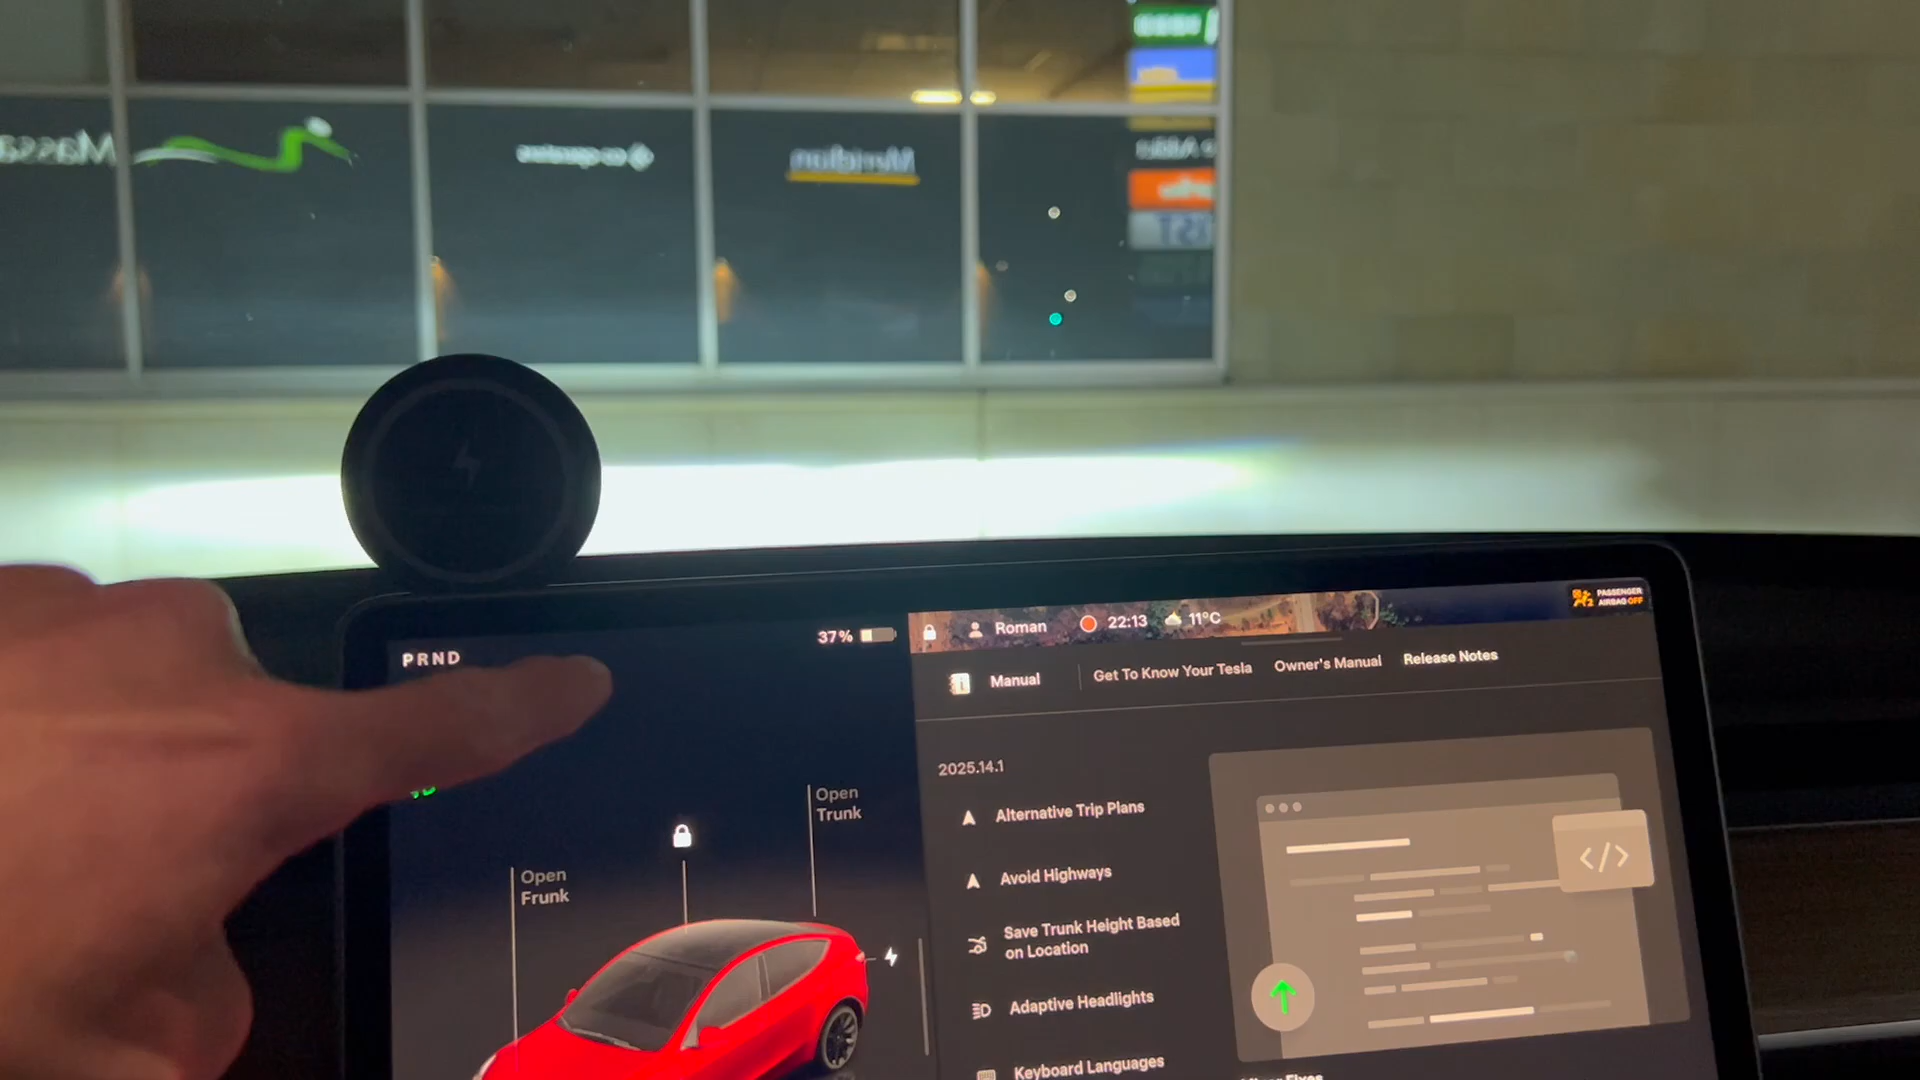 Meridian
PRND
37%
Roman
22:13
11°C
PASSENGER
AIRBAG OFF
Manual
Get To Know Your Tesla
Owner's Manual
Release Notes
2025.14.1
Alternative Trip Plans
Avoid Highways
Save Trunk Height Based
on Location
Adaptive Headlights
Keyboard Languages
Open
Trunk
Open
Frunk